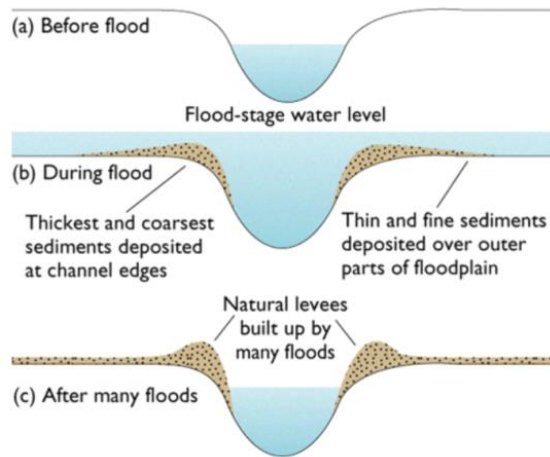 (a) Before flood
Flood-stage water level
(b) During flood
Thickest and coarsest
sediments deposited
at channel edges
Thin and fine sediments
deposited over outer
parts of floodplain
Natural levees
built up by
many floods
(c) After many floods